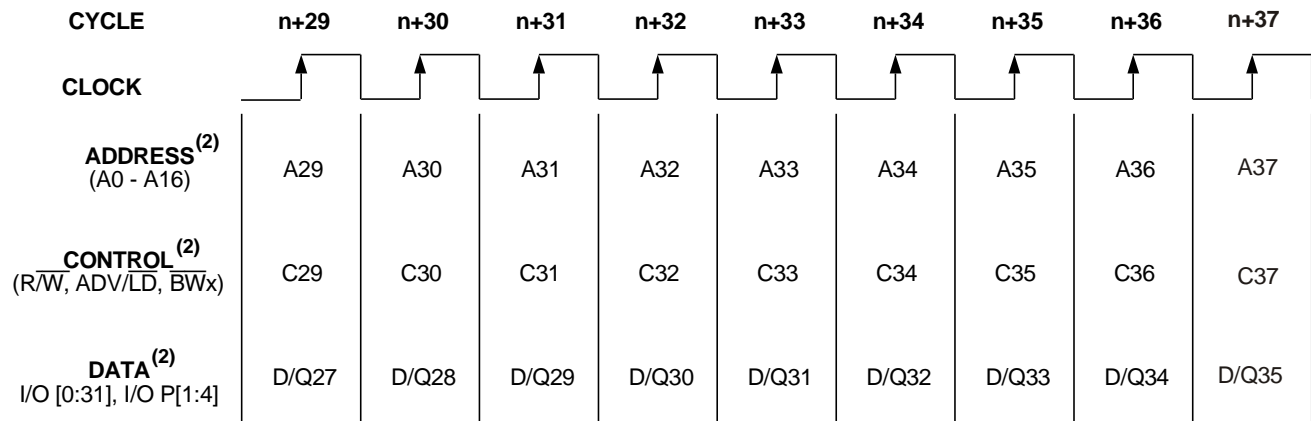 CYCLE n+29 n+30 n+31 n+32 n+33 n+34 n+35 n+36 n+37
CLOCK
ADDRESS(2)
(A0 - A16) A29 A30 A31 A32 A33 A34 A35 A36 A37
CONTROL(2)
(R/W̅, ADV/L̅D̅, B̅W̅x) C29 C30 C31 C32 C33 C34 C35 C36 C37
DATA(2)
I/O [0:31], I/O P[1:4] D/Q27 D/Q28 D/Q29 D/Q30 D/Q31 D/Q32 D/Q33 D/Q34 D/Q35